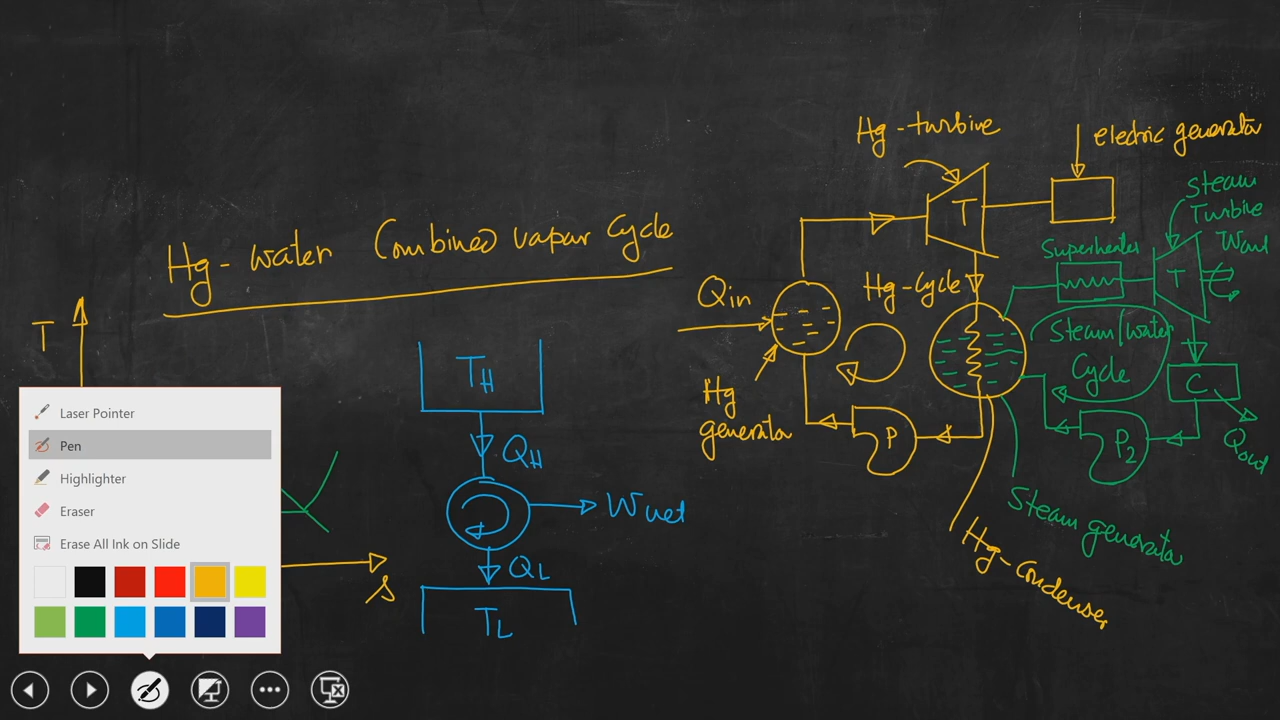 Hg-turbine
electric generator
Steam
Turbine
Wout
Superheater
T
T
Hg-water Combined vapar Cycle
Hg-Cycle
Qin
Steam/water
Cycle
T
TH
C
Hg
generator
P
P2
Qout
Laser Pointer
Pen
Highlighter
Eraser
Erase All Ink on Slide
QH
Wnet
QL
TL
s
Steam generator
Hg-Condenser